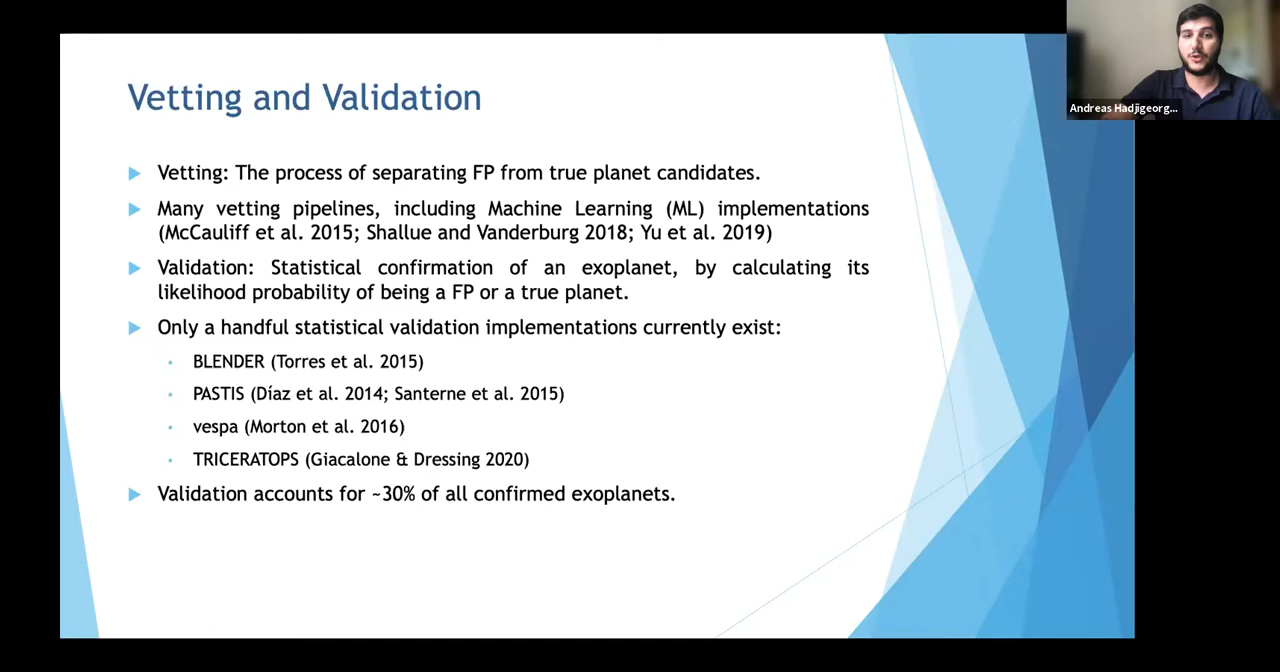 Vetting and Validation
Vetting: The process of separating FP from true planet candidates.
Many vetting pipelines, including Machine Learning (ML) implementations
(McCauliff et al. 2015; Shallue and Vanderburg 2018; Yu et al. 2019)
Validation: Statistical confirmation of an exoplanet, by calculating its
likelihood probability of being a FP or a true planet.
Only a handful statistical validation implementations currently exist:
BLENDER (Torres et al. 2015)
PASTIS (Díaz et al. 2014; Santerne et al. 2015)
vespa (Morton et al. 2016)
TRICERATOPS (Giacalone & Dressing 2020)
Validation accounts for ~30% of all confirmed exoplanets.
Andreas Hadjigeorg...